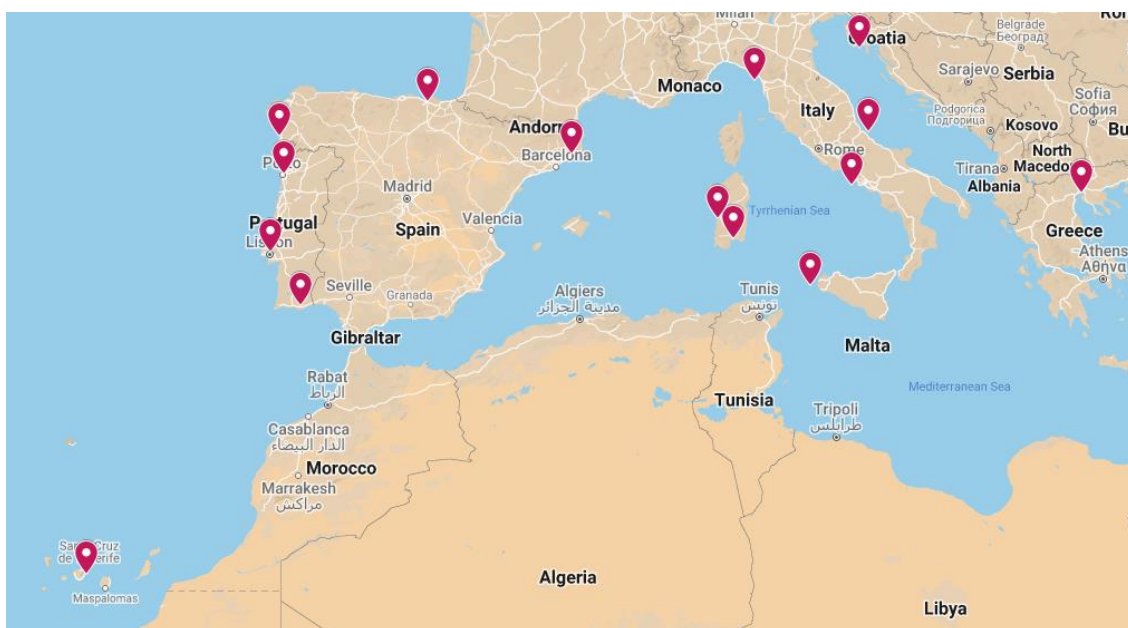 Milan
Croatia
Belgrade
Београд
Monaco
Sarajevo
Serbia
Italy
Podgorica
Подгорица
Sofia
София
Kosovo
Andorra
Barcelona
Rome
North
Macedonia
Tirana
Albania
Porto
Madrid
Portugal
Spain
Valencia
Tyrrhenian Sea
Greece
Lisbon
Athens
Αθήνα
Seville
Granada
Algiers
مدينة الجزائر
Tunis
تونس
Gibraltar
Malta
Rabat
الرباط
Mediterranean Sea
Tunisia
Tripoli
طرابلس
Casablanca
الدار البيضاء
Morocco
Marrakesh
مراكش
Santa Cruz
de Tenerife
Maspalomas
Algeria
Libya